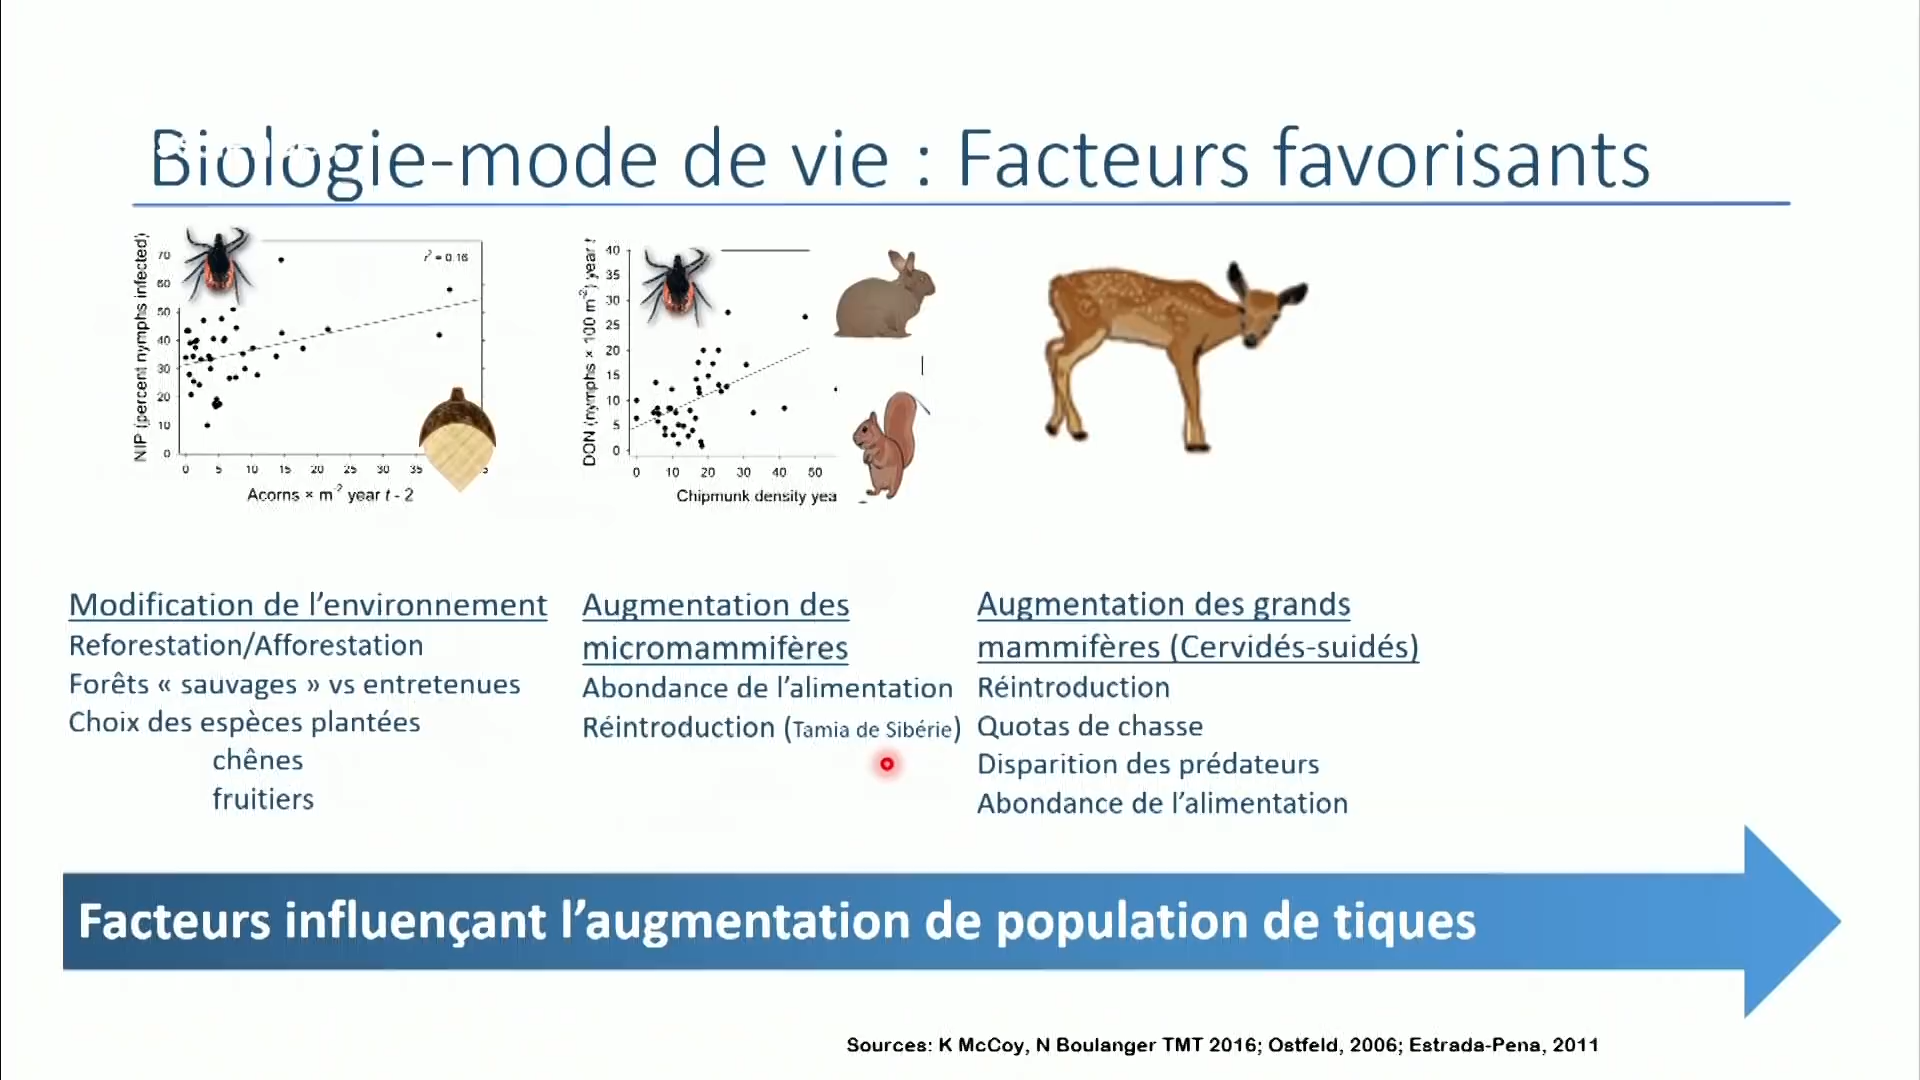 Biologie-mode de vie : Facteurs favorisants
NIP (percent nymphs infected)
70
60
50
40
30
20
10
0
r² = 0.16
0 5 10 15 20 25 30 35
Acorns × m⁻² year t - 2
DON (nymphs × 100 m⁻²) year t
40
35
30
25
20
15
10
5
0
0 10 20 30 40 50
Chipmunk density yea
Modification de l’environnement
Reforestation/Afforestation
Forêts « sauvages » vs entretenues
Choix des espèces plantées
chênes
fruitiers
Augmentation des
micromammifères
Abondance de l’alimentation
Réintroduction (Tamia de Sibérie)
Augmentation des grands
mammifères (Cervidés-suidés)
Réintroduction
Quotas de chasse
Disparition des prédateurs
Abondance de l’alimentation
Facteurs influençant l’augmentation de population de tiques
Sources: K McCoy, N Boulanger TMT 2016; Ostfeld, 2006; Estrada-Pena, 2011